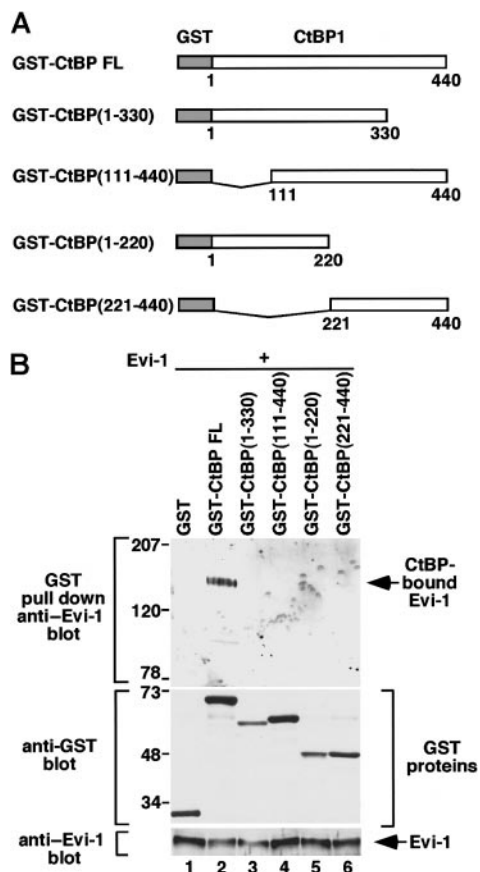 A
GST CtBP1
GST-CtBP FL
1 440
GST-CtBP(1-330)
1 330
GST-CtBP(111-440)
111 440
GST-CtBP(1-220)
1 220
GST-CtBP(221-440)
221 440
B
Evi-1 +
GST
GST-CtBP FL
GST-CtBP(1-330)
GST-CtBP(111-440)
GST-CtBP(1-220)
GST-CtBP(221-440)
GST
pull down
anti–Evi-1
blot
207-
120-
78-
CtBP-
bound
Evi-1
anti-GST
blot
73-
48-
34-
GST
proteins
anti–Evi-1
blot
Evi-1
1 2 3 4 5 6